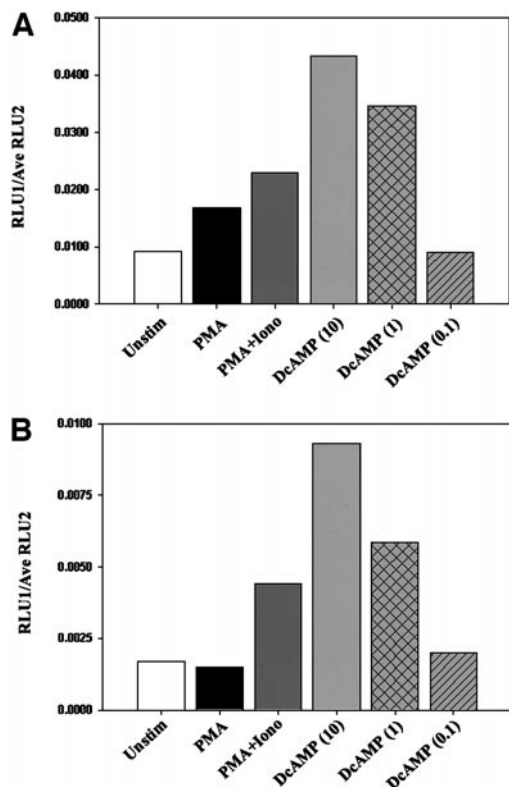 A
RLU1/Ave RLU2
0.0500
0.0400
0.0300
0.0200
0.0100
0.0000
Unstim
PMA
PMA+Iono
DcAMP (10)
DcAMP (1)
DcAMP (0.1)
B
RLU1/Ave RLU2
0.0100
0.0075
0.0050
0.0025
0.0000
Unstim
PMA
PMA+Iono
DcAMP (10)
DcAMP (1)
DcAMP (0.1)